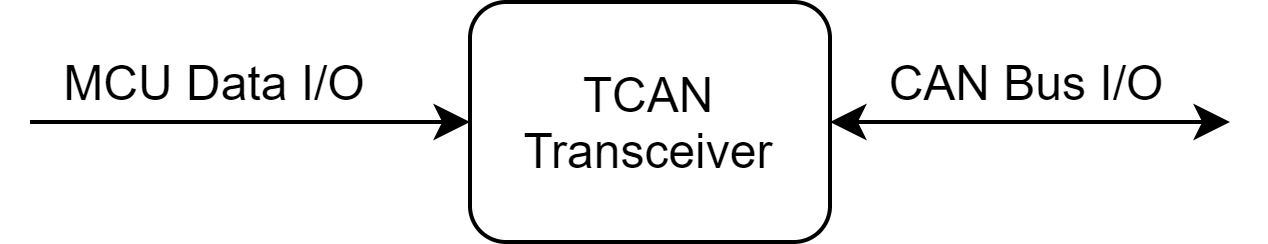 MCU Data I/O
TCAN
Transceiver
CAN Bus I/O